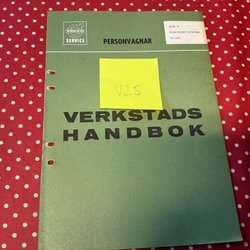 VOLVO
SERVICE
PERSONVAGNAR
V25
VERKSTADS
HANDBOK